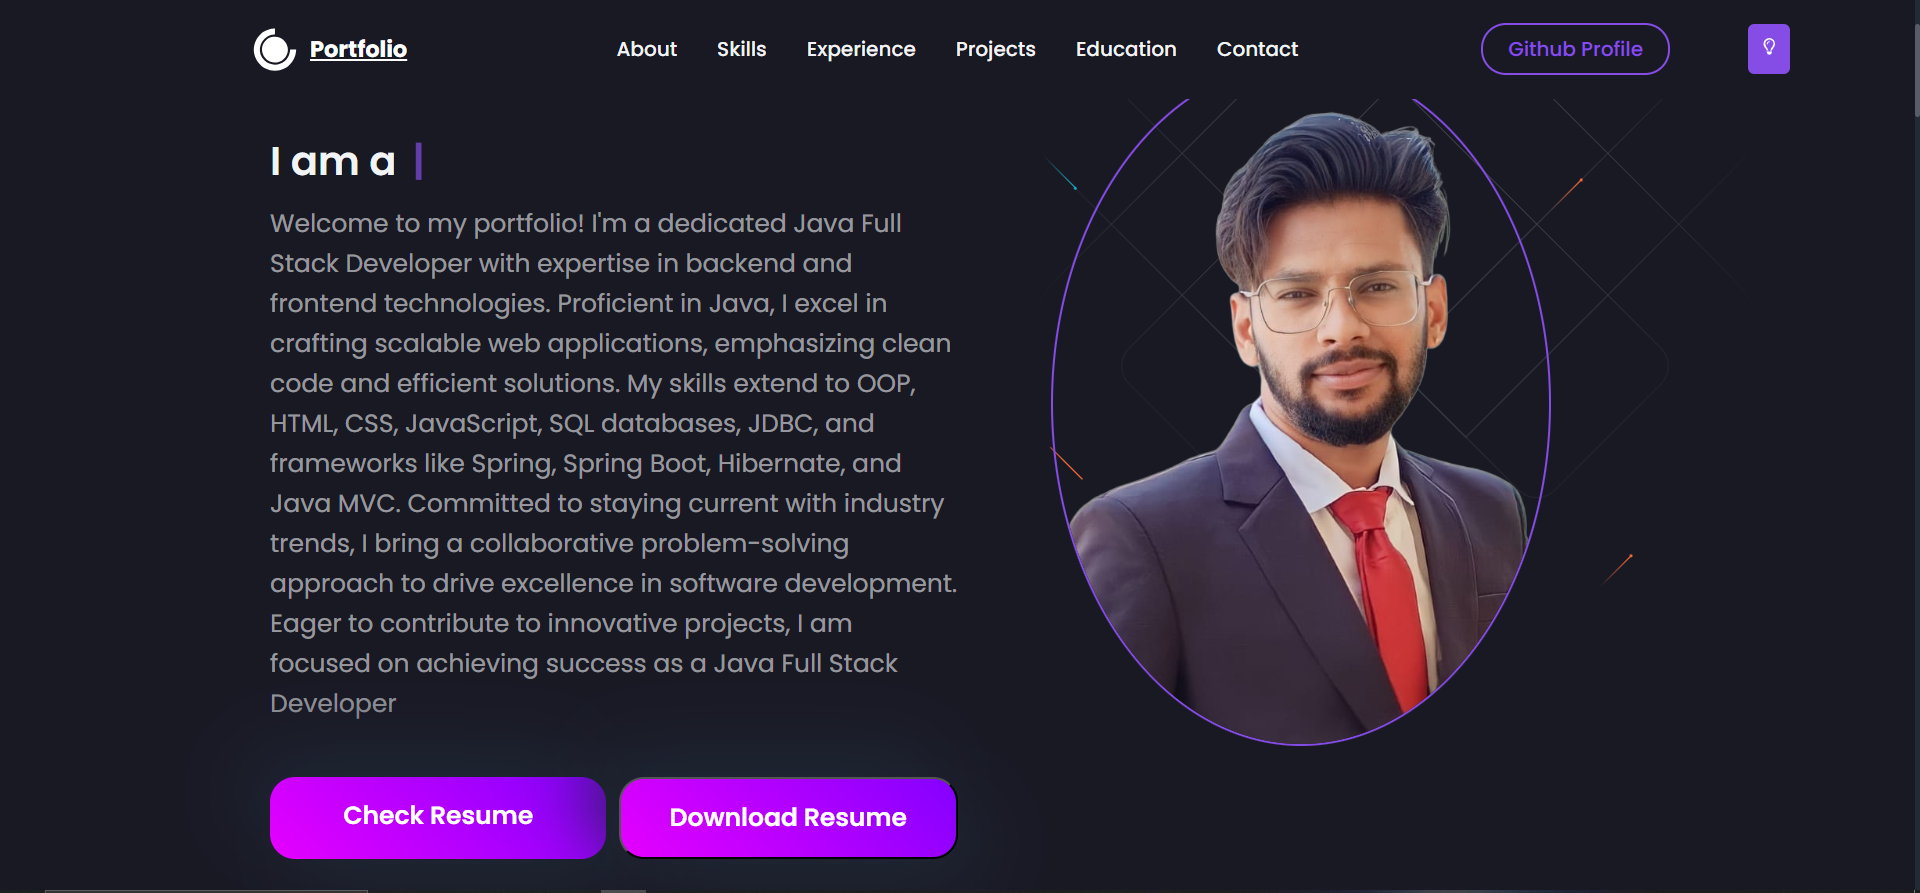 Portfolio
About
Skills
Experience
Projects
Education
Contact
Github Profile
I am a
Welcome to my portfolio! I'm a dedicated Java Full
Stack Developer with expertise in backend and
frontend technologies. Proficient in Java, I excel in
crafting scalable web applications, emphasizing clean
code and efficient solutions. My skills extend to OOP,
HTML, CSS, JavaScript, SQL databases, JDBC, and
frameworks like Spring, Spring Boot, Hibernate, and
Java MVC. Committed to staying current with industry
trends, I bring a collaborative problem-solving
approach to drive excellence in software development.
Eager to contribute to innovative projects, I am
focused on achieving success as a Java Full Stack
Developer
Check Resume
Download Resume